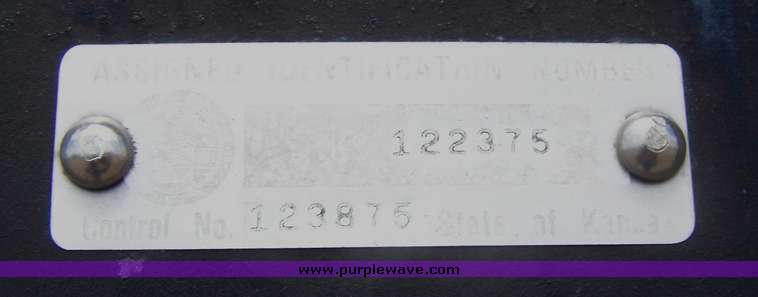 ASSIGNED IDENTIFICATION NUMBER
122375
Control No. 123875 State of Kansas
www.purplewave.com